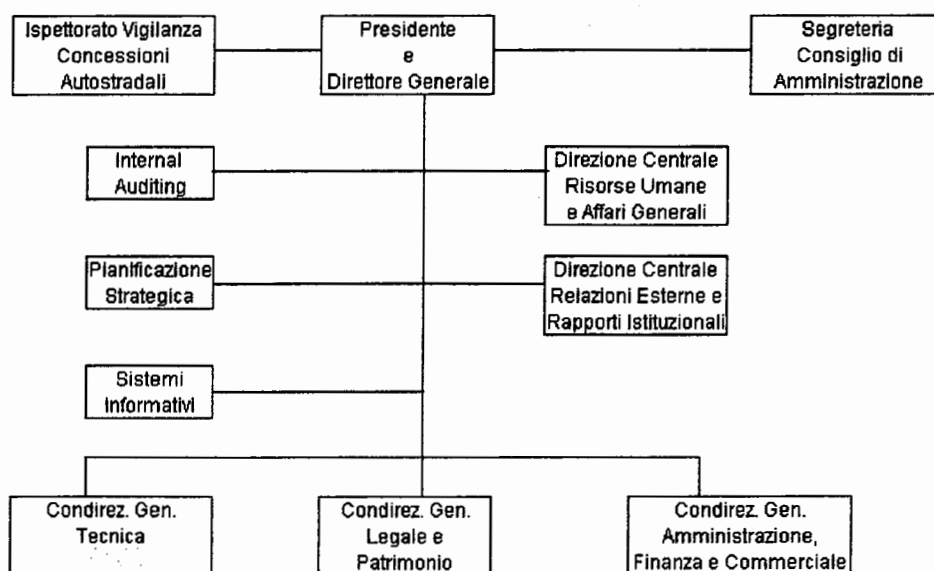 Ispettorato Vigilanza
Concessioni
Autostradali
Presidente
e
Direttore Generale
Segreteria
Consiglio di
Amministrazione
Internal
Auditing
Direzione Centrale
Risorse Umane
e Affari Generali
Planificazione
Strategica
Direzione Centrale
Relazioni Esterne e
Rapporti Istituzionali
Sistemi
Informativi
Condirez. Gen.
Tecnica
Condirez. Gen.
Legale e
Patrimonio
Condirez. Gen.
Amministrazione,
Finanza e Commerciale